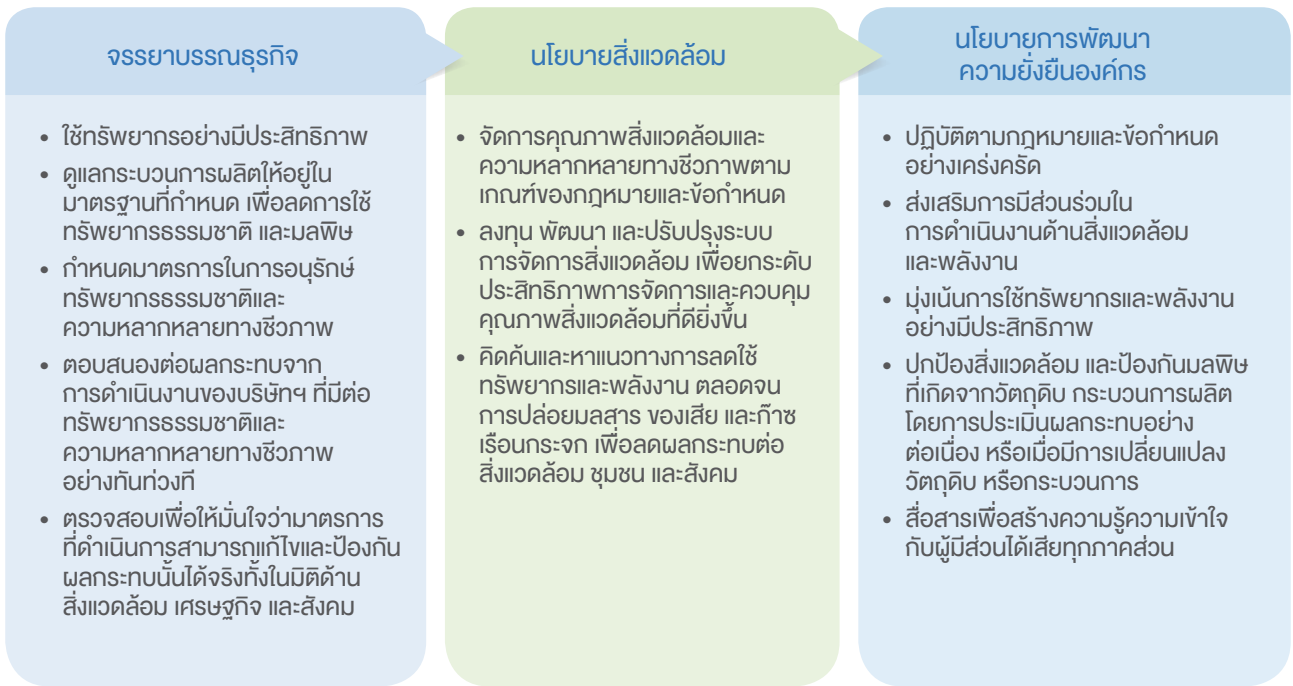 จรรยาบรรณธุรกิจ
• ใช้ทรัพยากรอย่างมีประสิทธิภาพ
• ดูแลกระบวนการผลิตให้อยู่ใน
มาตรฐานที่กำหนด เพื่อลดการใช้
ทรัพยากรธรรมชาติ และมลพิษ
• กำหนดมาตรการในการอนุรักษ์
ทรัพยากรธรรมชาติและ
ความหลากหลายทางชีวภาพ
• ตอบสนองต่อผลกระทบจาก
การดำเนินงานของบริษัทฯ ที่มีต่อ
ทรัพยากรธรรมชาติและ
ความหลากหลายทางชีวภาพ
อย่างทันท่วงที
• ตรวจสอบเพื่อให้มั่นใจว่ามาตรการ
ที่ดำเนินการสามารถแก้ไขและป้องกัน
ผลกระทบนั้นได้จริงทั้งในมิติด้าน
สิ่งแวดล้อม เศรษฐกิจ และสังคม
นโยบายสิ่งแวดล้อม
• จัดการคุณภาพสิ่งแวดล้อมและ
ความหลากหลายทางชีวภาพตาม
เกณฑ์ของกฎหมายและข้อกำหนด
• ลงทุน พัฒนา และปรับปรุงระบบ
การจัดการสิ่งแวดล้อม เพื่อยกระดับ
ประสิทธิภาพการจัดการและควบคุม
คุณภาพสิ่งแวดล้อมที่ดียิ่งขึ้น
• คิดค้นและหาแนวทางการลดใช้
ทรัพยากรและพลังงาน ตลอดจน
การปล่อยมลสาร ของเสีย และก๊าซ
เรือนกระจก เพื่อลดผลกระทบต่อ
สิ่งแวดล้อม ชุมชน และสังคม
นโยบายการพัฒนา
ความยั่งยืนองค์กร
• ปฏิบัติตามกฎหมายและข้อกำหนด
อย่างเคร่งครัด
• ส่งเสริมการมีส่วนร่วมใน
การดำเนินงานด้านสิ่งแวดล้อม
และพลังงาน
• มุ่งเน้นการใช้ทรัพยากรและพลังงาน
อย่างมีประสิทธิภาพ
• ปกป้องสิ่งแวดล้อม และป้องกันมลพิษ
ที่เกิดจากวัตถุดิบ กระบวนการผลิต
โดยการประเมินผลกระทบอย่าง
ต่อเนื่อง หรือเมื่อมีการเปลี่ยนแปลง
วัตถุดิบ หรือกระบวนการ
• สื่อสารเพื่อสร้างความรู้ความเข้าใจ
กับผู้มีส่วนได้เสียทุกภาคส่วน